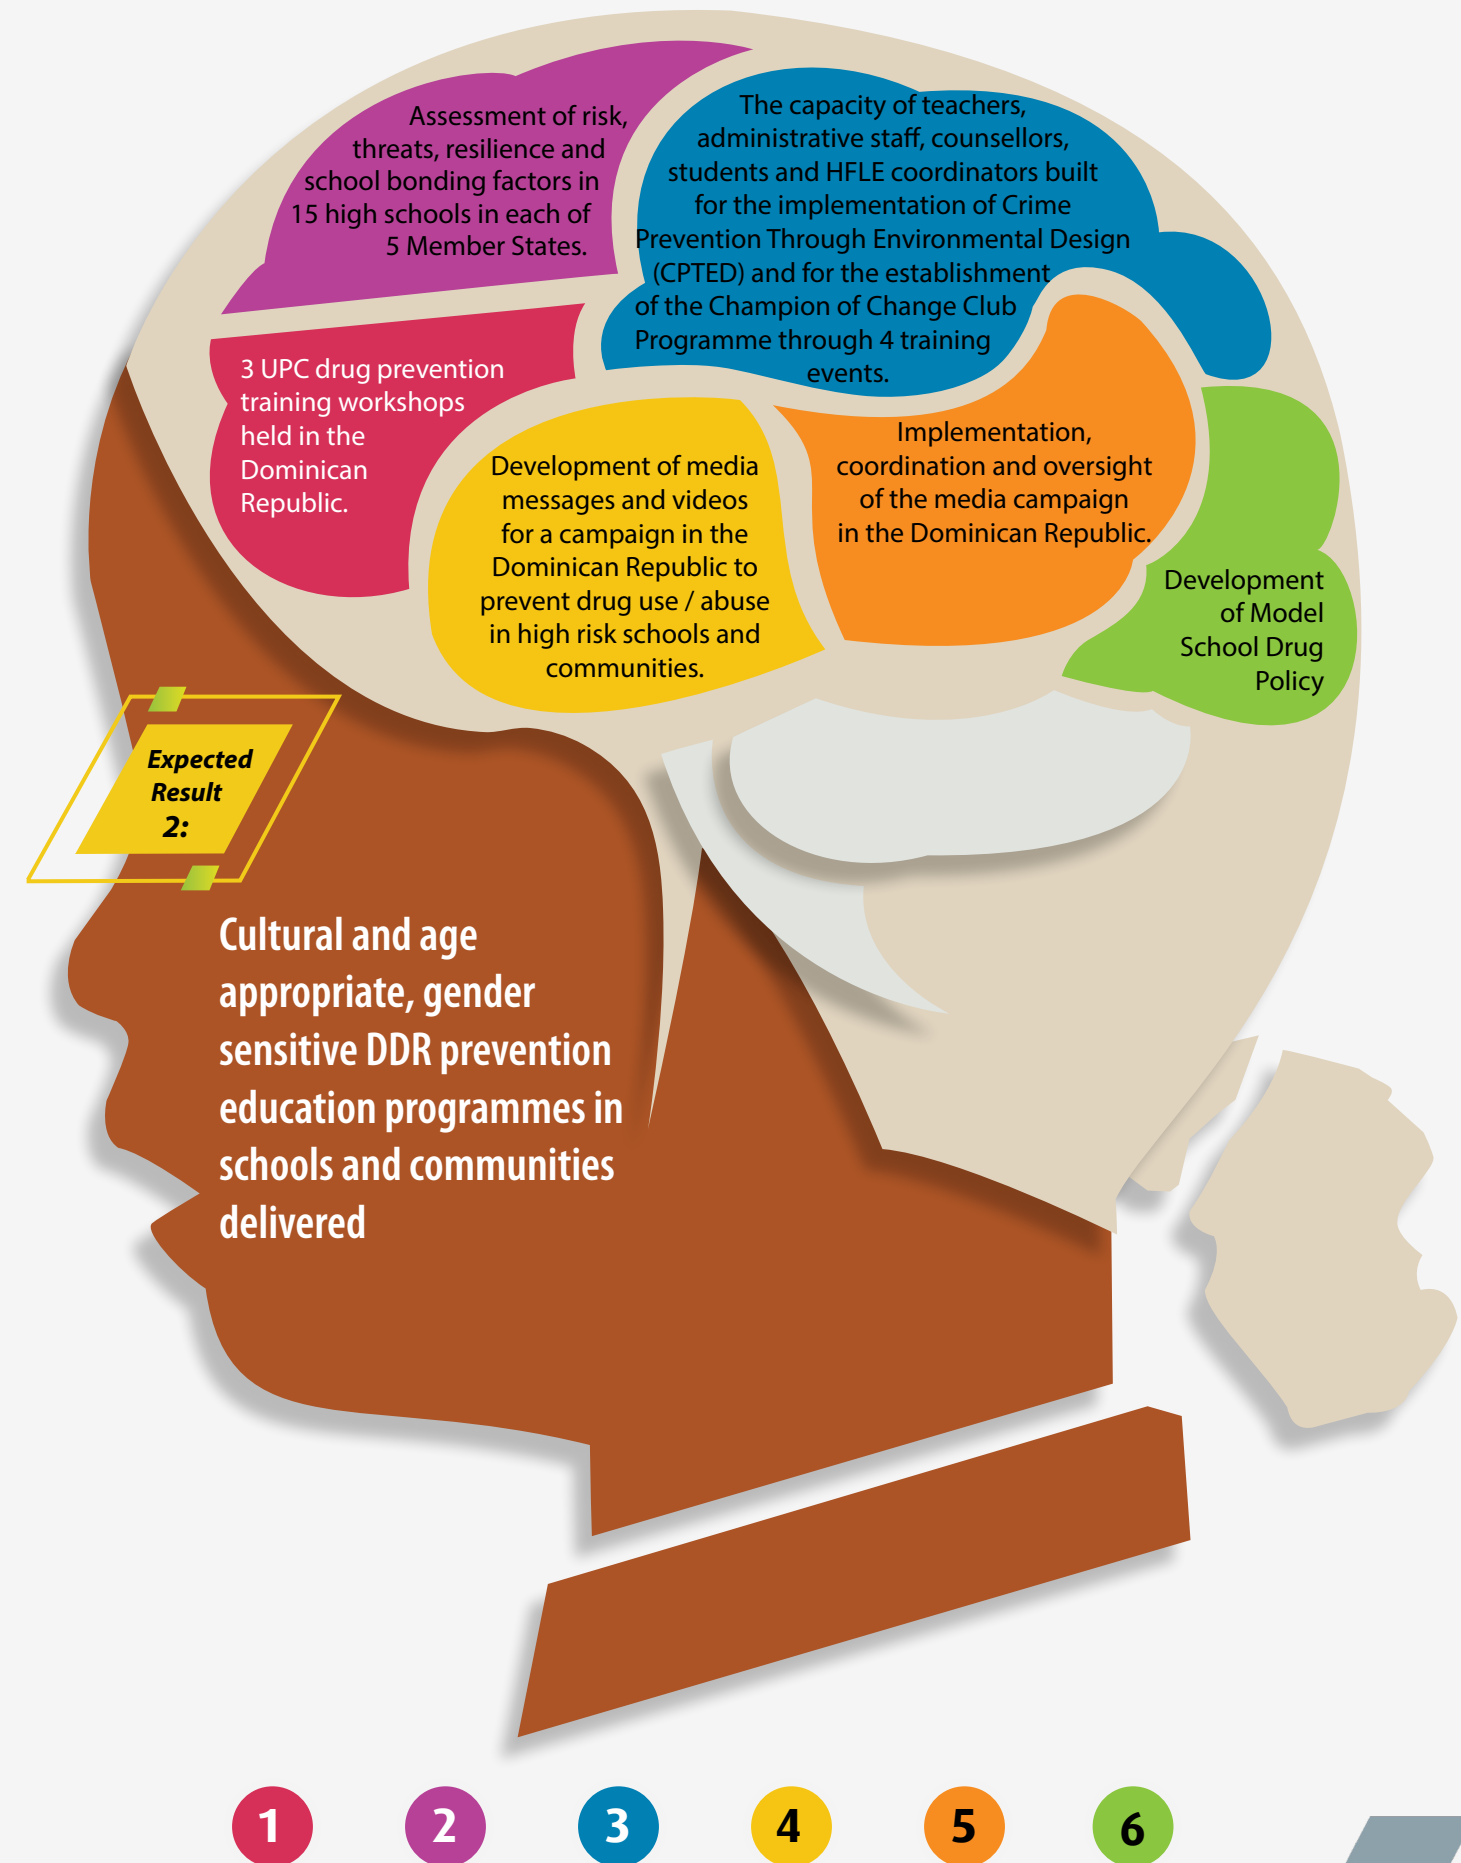 Assessment of risk,
threats, resilience and
school bonding factors in
15 high schools in each of
5 Member States.
The capacity of teachers,
administrative staff, counsellors,
students and HFLE coordinators built
for the implementation of Crime
Prevention Through Environmental Design
(CPTED) and for the establishment
of the Champion of Change Club
Programme through 4 training
events.
3 UPC drug prevention
training workshops
held in the
Dominican
Republic.
Development of media
messages and videos
for a campaign in the
Dominican Republic to
prevent drug use / abuse
in high risk schools and
communities.
Implementation,
coordination and oversight
of the media campaign
in the Dominican Republic.
Development
of Model
School Drug
Policy
Expected
Result
2:
Cultural and age
appropriate, gender
sensitive DDR prevention
education programmes in
schools and communities
delivered
1 2 3 4 5 6